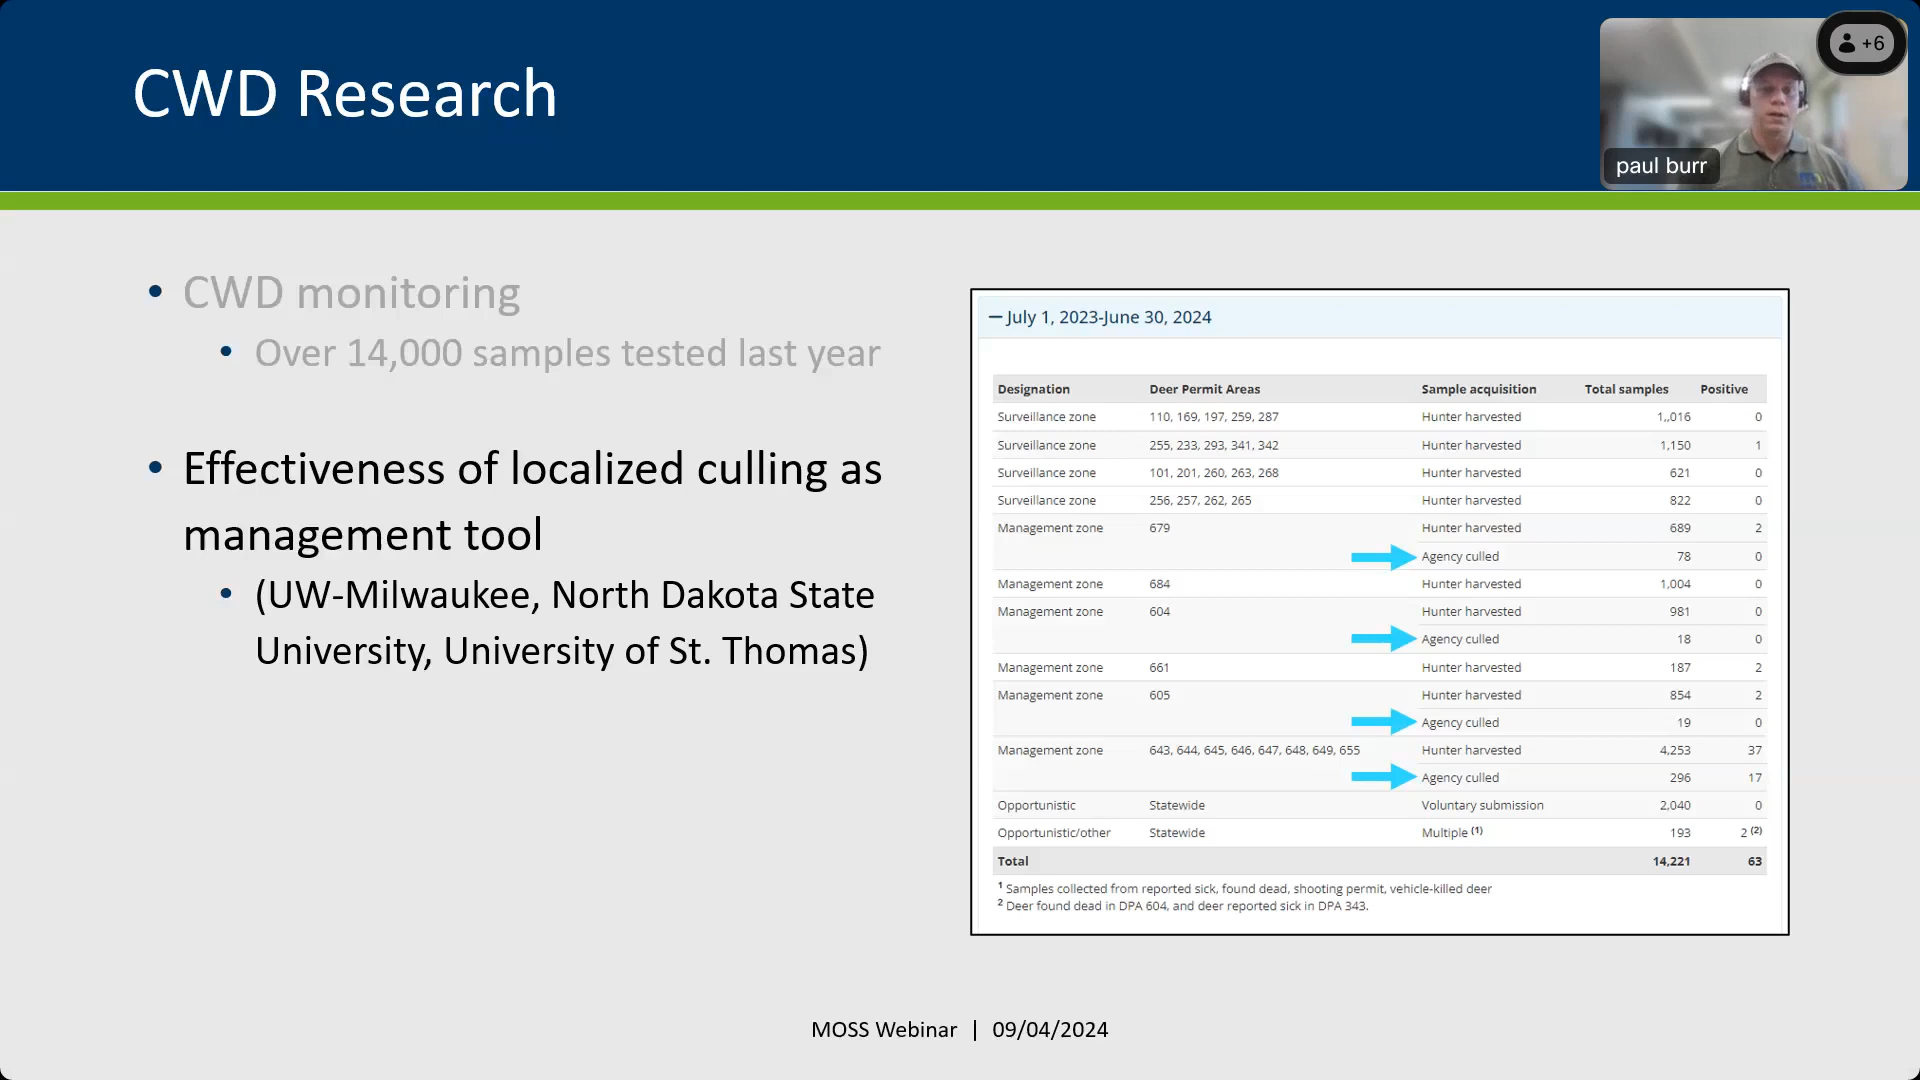 CWD Research
+6
paul burr
• CWD monitoring
• Over 14,000 samples tested last year
• Effectiveness of localized culling as
management tool
• (UW-Milwaukee, North Dakota State
University, University of St. Thomas)
— July 1, 2023-June 30, 2024
Designation Deer Permit Areas Sample acquisition Total samples Positive
Surveillance zone 110, 169, 197, 259, 287 Hunter harvested 1,,016 0
Surveillance zone 255, 233, 293, 341, 342 Hunter harvested 1,150 1
Surveillance zone 101, 201, 260, 263, 268 Hunter harvested 621 0
Surveillance zone 256, 257, 262, 265 Hunter harvested 822 0
Management zone 679 Hunter harvested 689 2
Agency culled 78 0
Management zone 684 Hunter harvested 1,004 0
Management zone 604 Hunter harvested 981 0
Agency culled 18 0
Management zone 661 Hunter harvested 187 2
Management zone 605 Hunter harvested 854 2
Agency culled 19 0
Management zone 643, 644, 645, 646, 647, 648, 649, 655 Hunter harvested 4,253 37
Agency culled 296 17
Opportunistic Statewide Voluntary submission 2,040 0
Opportunistic/other Statewide Multiple (1) 193 2 (2)
Total 14,221 63
1 Samples collected from reported sick, found dead, shooting permit, vehicle-killed deer
2 Deer found dead in DPA 604, and deer reported sick in DPA 343.
MOSS Webinar | 09/04/2024